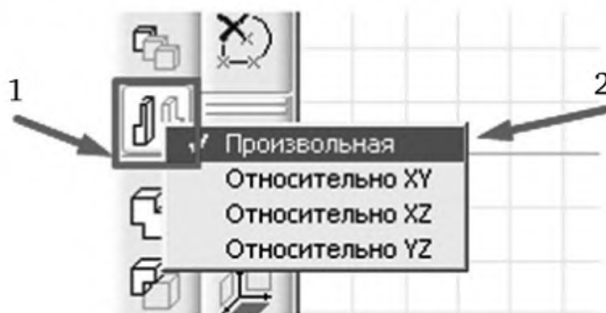 1
2
Произвольная
Относительно XY
Относительно XZ
Относительно YZ